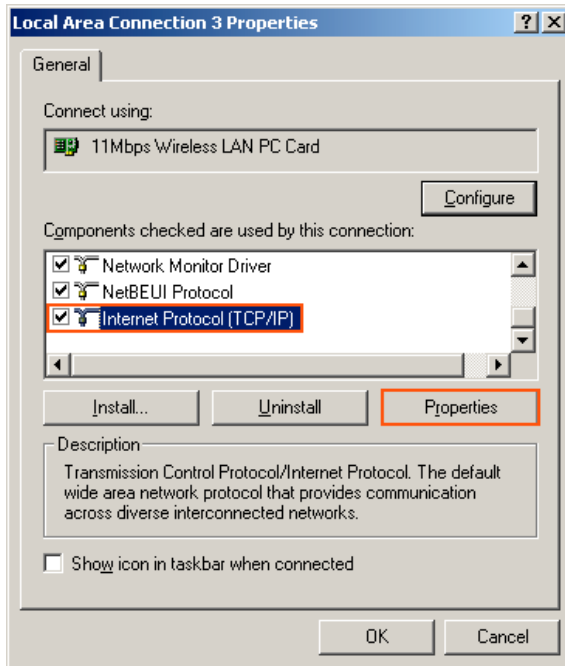 Local Area Connection 3 Properties
General
Connect using:
11Mbps Wireless LAN PC Card
Configure
Components checked are used by this connection:
Network Monitor Driver
NetBEUI Protocol
Internet Protocol (TCP/IP)
Install... Uninstall Properties
Description
Transmission Control Protocol/Internet Protocol. The default
wide area network protocol that provides communication
across diverse interconnected networks.
Show icon in taskbar when connected
OK Cancel